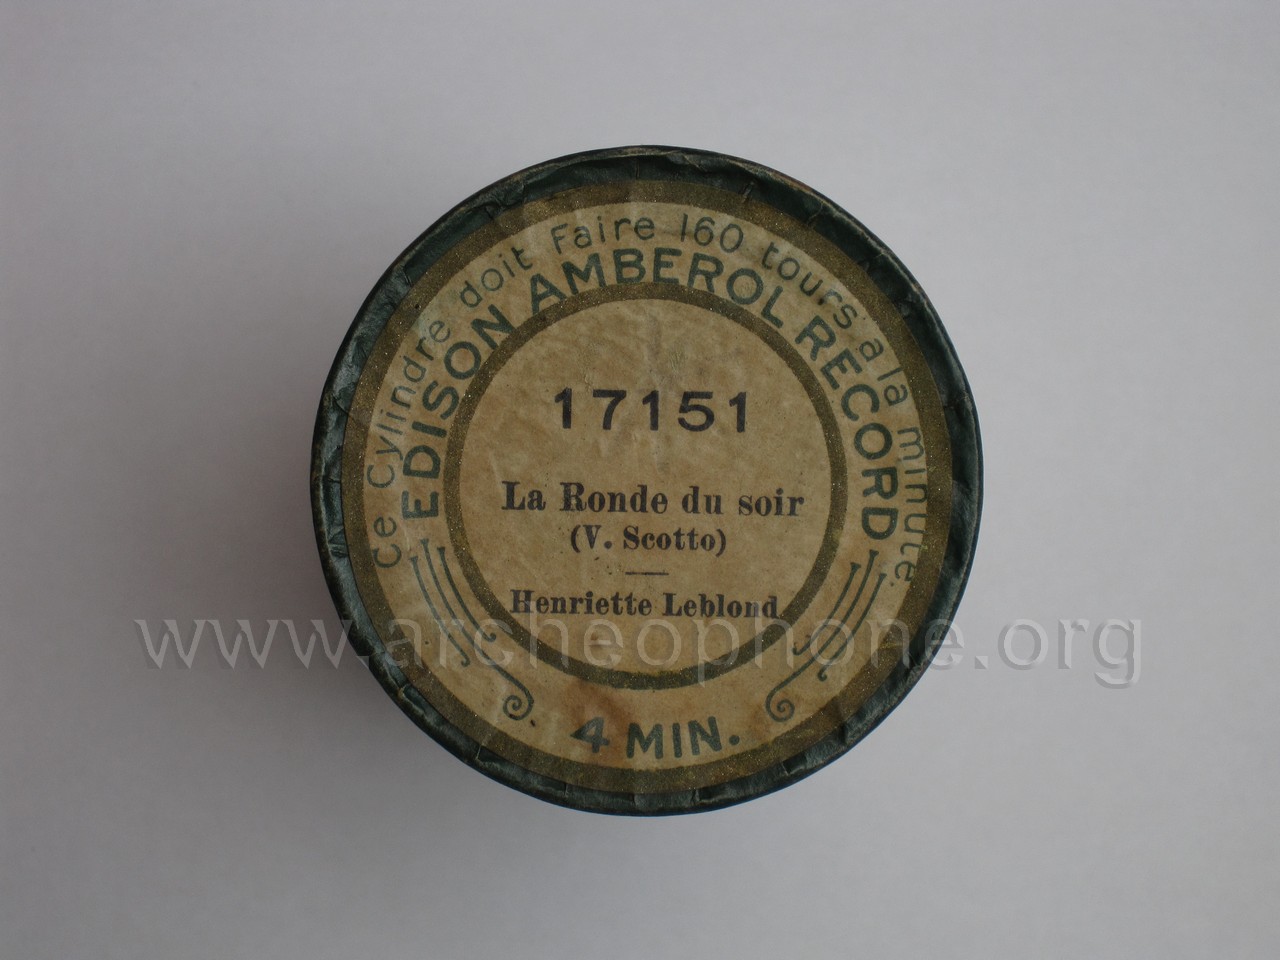 Ce Cylindre doit Faire 160 tours a la minute.
EDISON AMBEROL RECORD
17151
La Ronde du soir
(V. Scotto)
Henriette Leblond
4 MIN.
www.archeophone.org